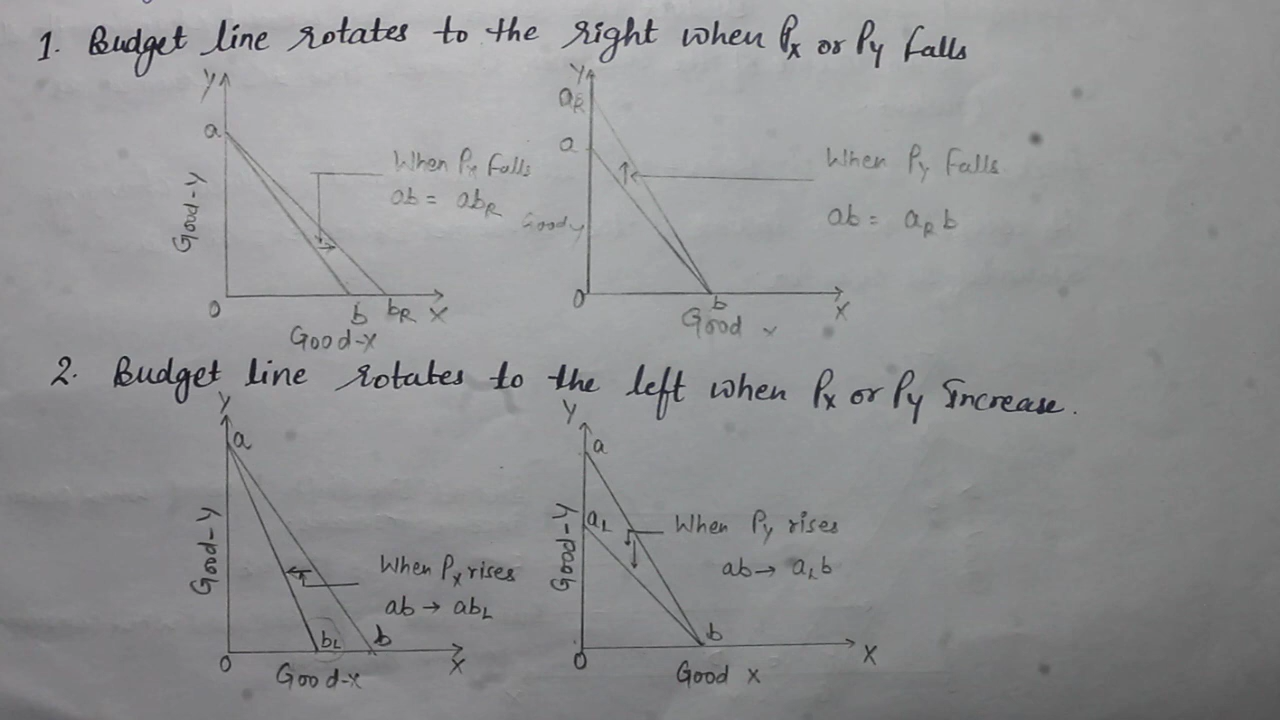 1. Budget line rotates to the right when Px or Py falls
Y
a
Good-Y
When Px Falls
ab = abR
0
b
bR
X
Good-X
Y
aR
a
Good y
When Py Falls
ab = aRb
0
b
X
Good x
2. Budget line rotates to the left when Px or Py Increase.
Y
a
Good-Y
When Px rises
ab → abL
0
bL
b
X
Good-X
Y
a
aL
Good-Y
When Py rises
ab → aLb
0
b
X
Good X